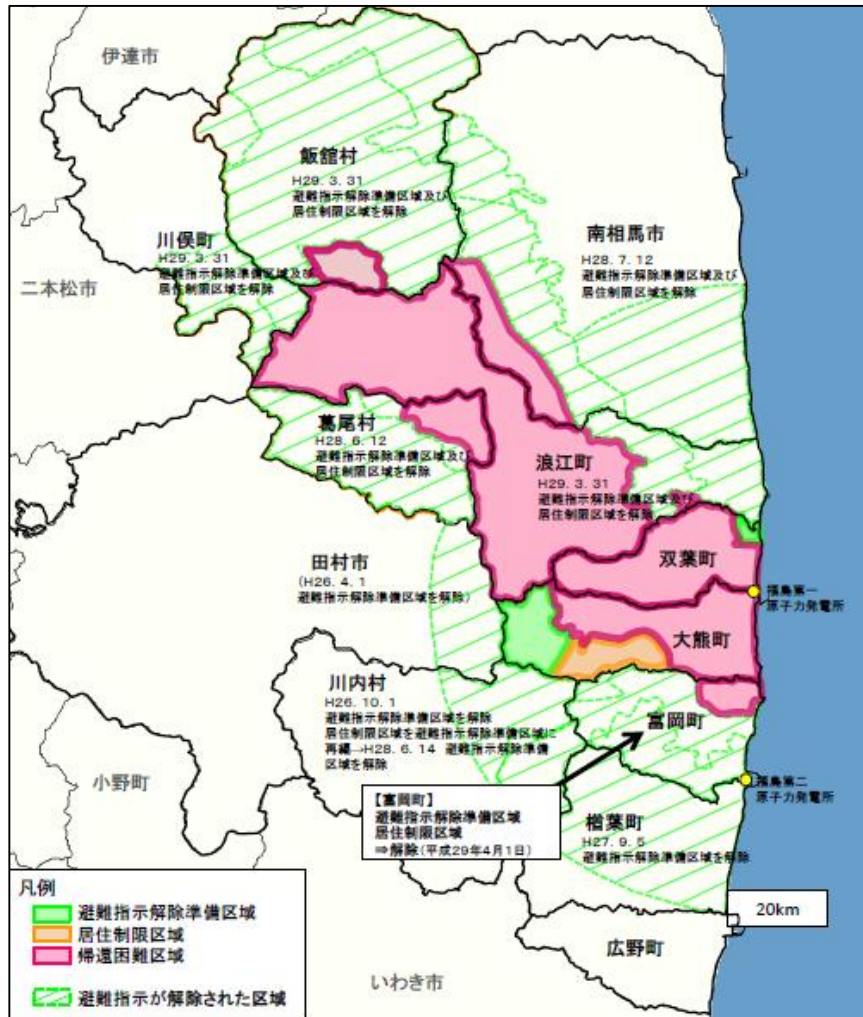 伊達市
飯舘村
H29.3.31
避難指示解除準備区域及び
居住制限区域を解除
川俣町
H29.3.31
避難指示解除準備区域及び
居住制限区域を解除
二本松市
南相馬市
H28.7.12
避難指示解除準備区域及び
居住制限区域を解除
葛尾村
H28.6.12
避難指示解除準備区域及び
居住制限区域を解除
浪江町
H29.3.31
避難指示解除準備区域及び
居住制限区域を解除
田村市
(H26.4.1
避難指示解除準備区域を解除)
双葉町
福島第一
原子力発電所
大熊町
川内村
H26.10.1
避難指示解除準備区域を解除
居住制限区域を避難指示解除準備区域に
再編→H28.6.14 避難指示解除準備
区域を解除
富岡町
小野町
福島第二
原子力発電所
【富岡町】
避難指示解除準備区域
居住制限区域
⇒解除(平成29年4月1日)
楢葉町
H27.9.5
避難指示解除準備区域を解除
凡例
避難指示解除準備区域
居住制限区域
帰還困難区域
避難指示が解除された区域
20km
広野町
いわき市